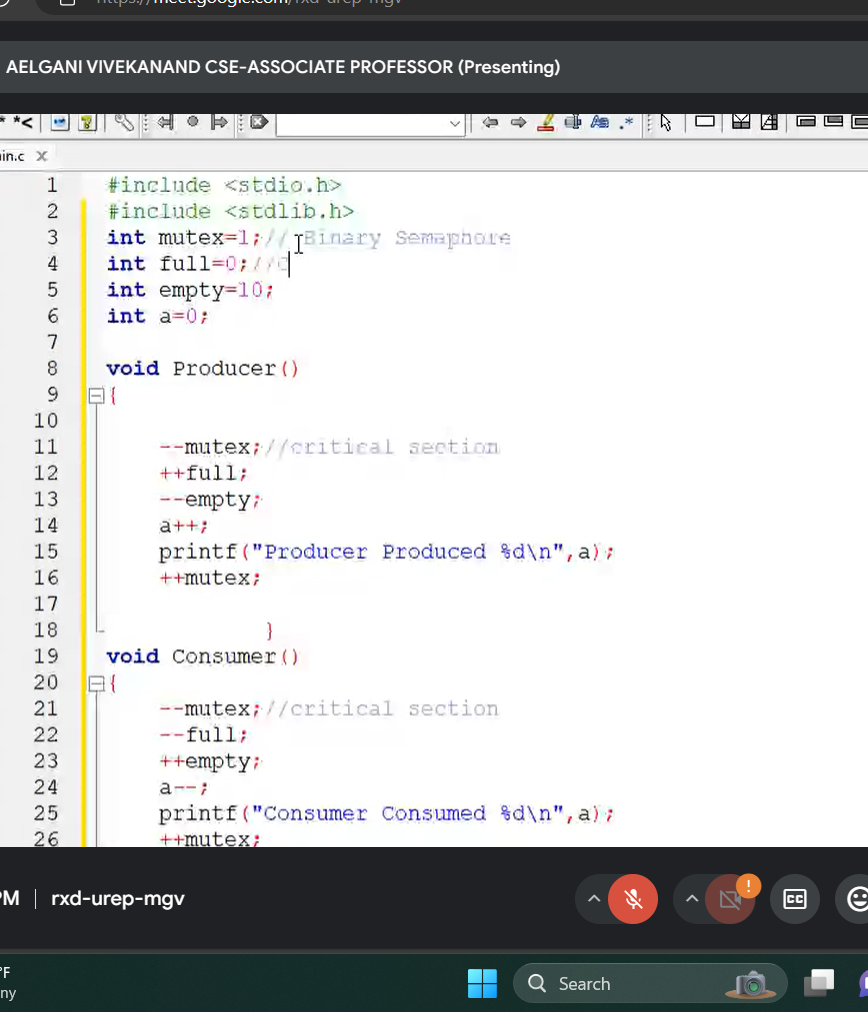 https://meet.google.com/rxd-urep-mgv
AELGANI VIVEKANAND CSE-ASSOCIATE PROFESSOR (Presenting)
* *<
in.c X
1 #include <stdio.h>
2 #include <stdlib.h>
3 int mutex=1;// Binary Semaphore
4 int full=0;//C
5 int empty=10;
6 int a=0;
7
8 void Producer()
9 {
10
11 --mutex;//critical section
12 ++full;
13 --empty;
14 a++;
15 printf("Producer Produced %d\n",a);
16 ++mutex;
17
18 }
19 void Consumer()
20 {
21 --mutex;//critical section
22 --full;
23 ++empty;
24 a--;
25 printf("Consumer Consumed %d\n",a);
26 ++mutex;
PM | rxd-urep-mgv
CC
°F
ny
Search